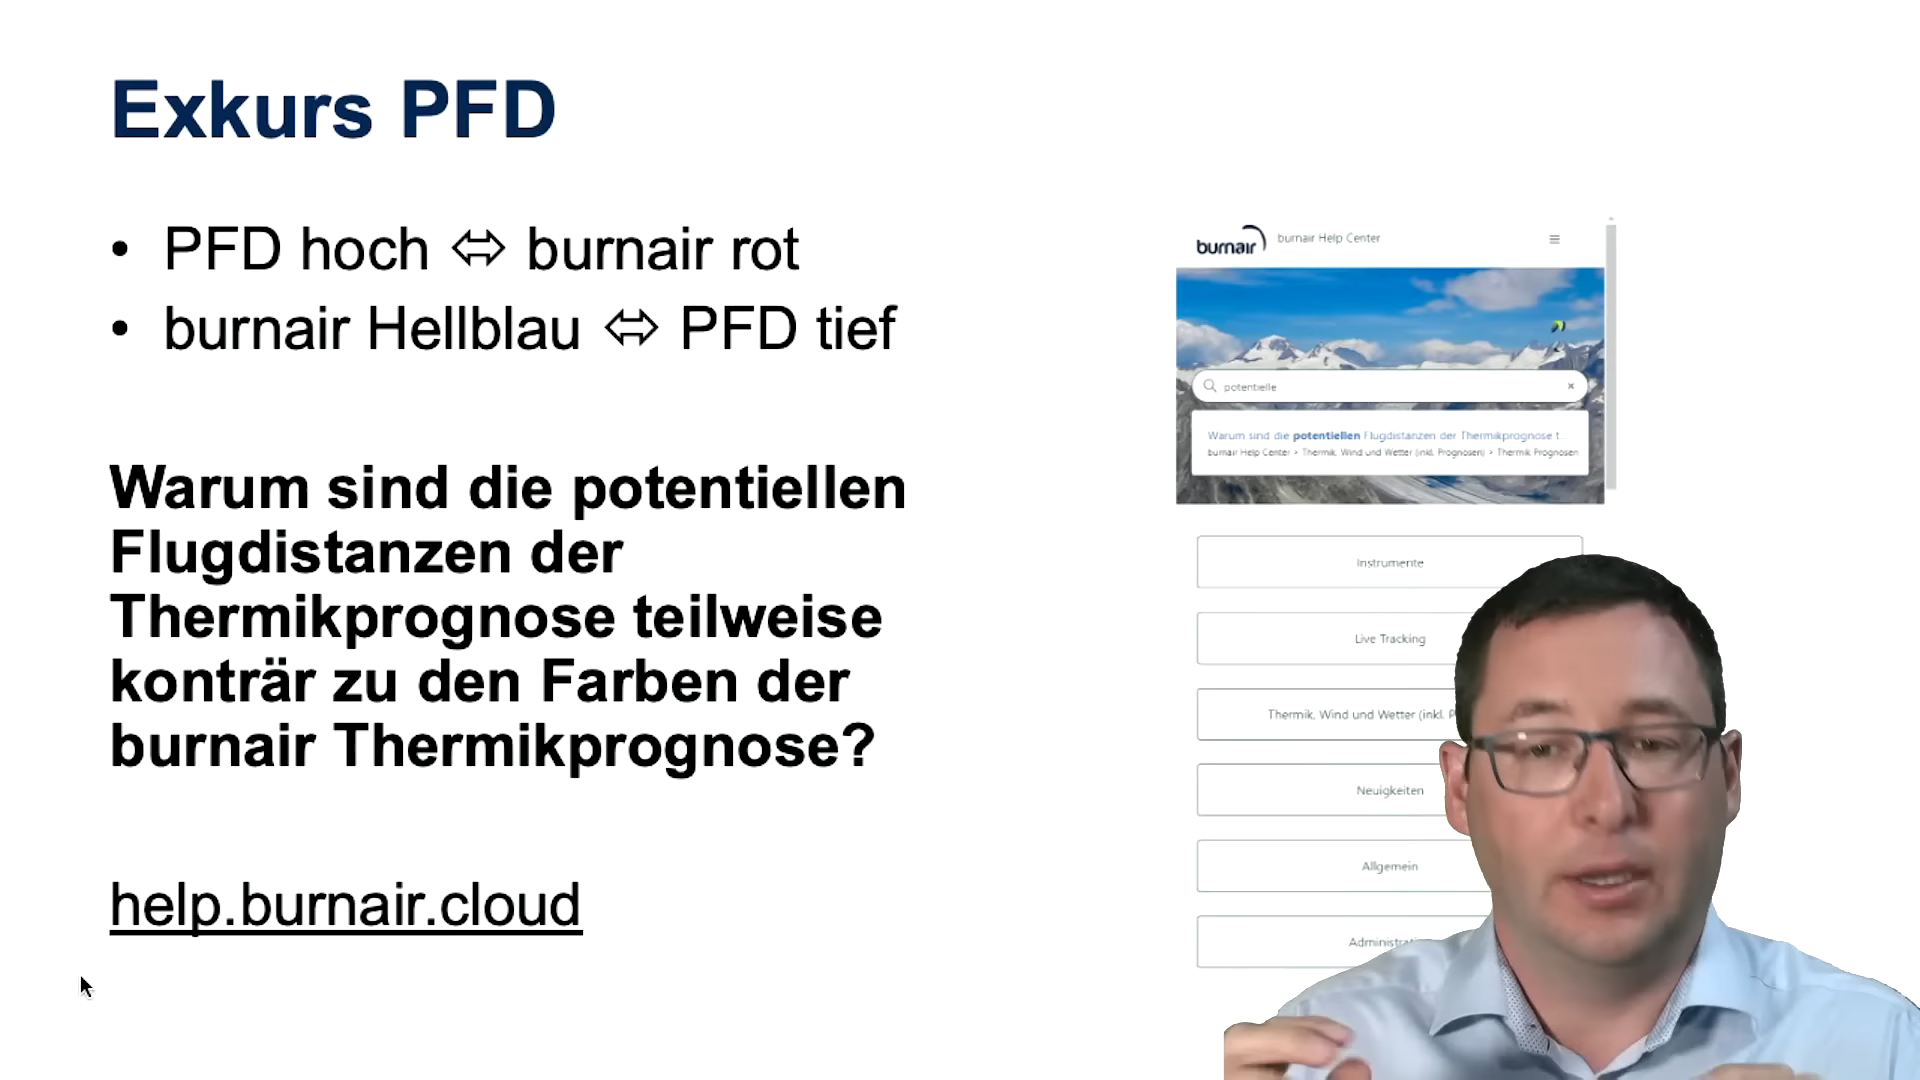 Exkurs PFD
• PFD hoch ⬄ burnair rot
• burnair Hellblau ⬄ PFD tief
Warum sind die potentiellen
Flugdistanzen der
Thermikprognose teilweise
konträr zu den Farben der
burnair Thermikprognose?
help.burnair.cloud
burnair
burnair Help Center
potentielle
Warum sind die potentiellen Flugdistanzen der Thermikprognose t...
burnair Help Center > Thermik, Wind und Wetter (inkl. Prognosen) > Thermik Prognosen
Instrumente
Live Tracking
Thermik, Wind und Wetter (inkl. P
Neuigkeiten
Allgemein